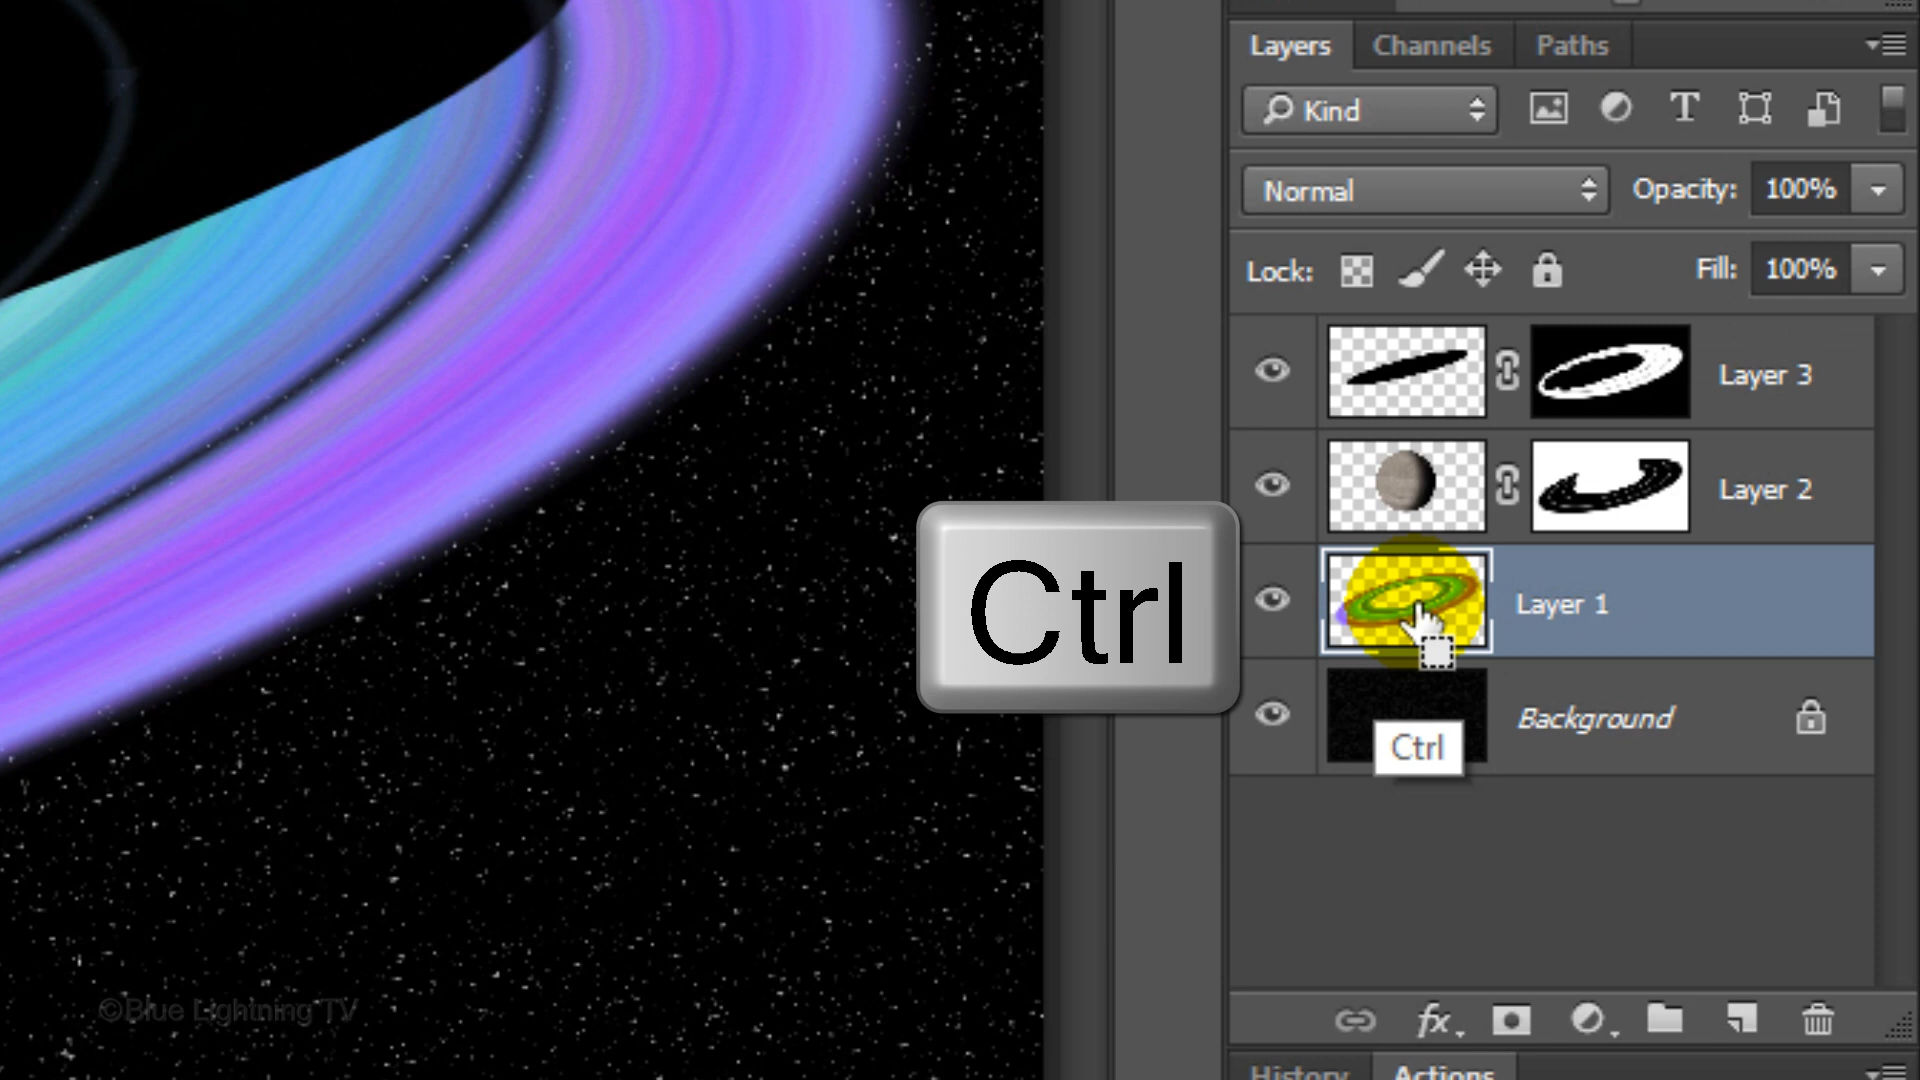 Layers Channels Paths
Kind T
Normal Opacity: 100%
Lock: Fill: 100%
Layer 3
Layer 2
Ctrl
Layer 1
Background
Ctrl
©Blue Lightning TV
fx
History Actions